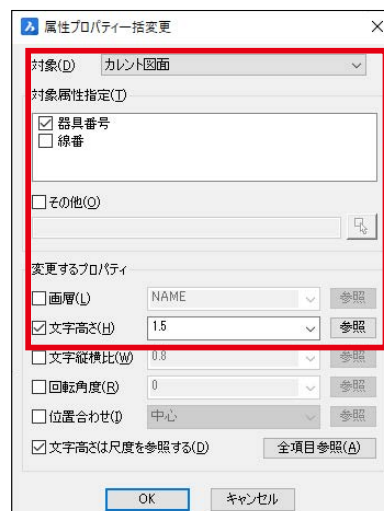 属性プロパティー括変更
対象(D) カレント図面
対象属性指定(T)
器具番号
線番
その他(O)
変更するプロパティ
画層(L) NAME 参照
文字高さ(H) 1.5 参照
文字縦横比(W) 0.8 参照
回転角度(R) 0 参照
位置合わせ(I) 中心 参照
文字高さは尺度を参照する(D) 全項目参照(A)
OK キャンセル